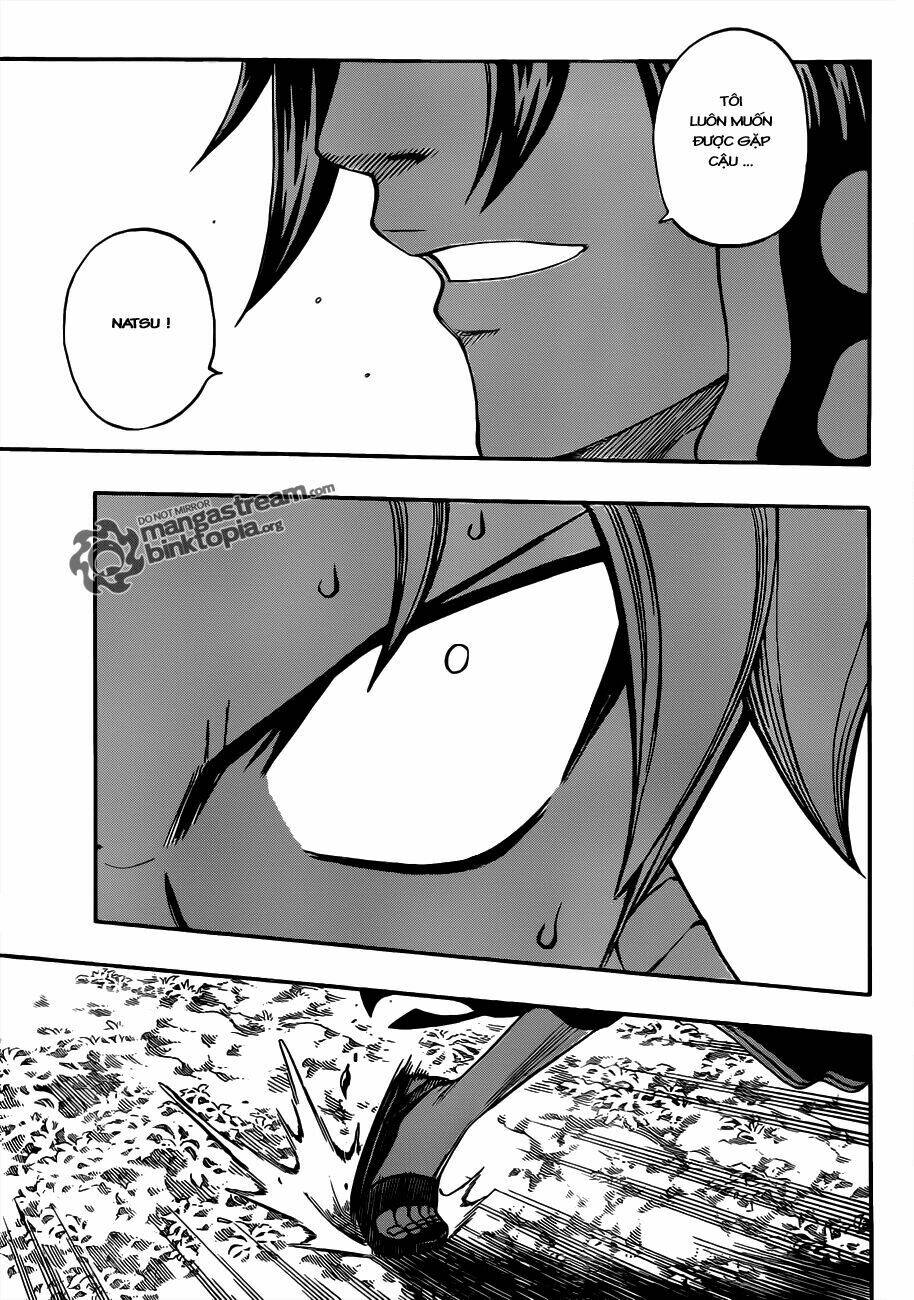 TÔI
LUÔN MUỐN
ĐƯỢC GẶP
CẬU ...
NATSU !
DO NOT MIRROR
mangastream.com
binktopia.org